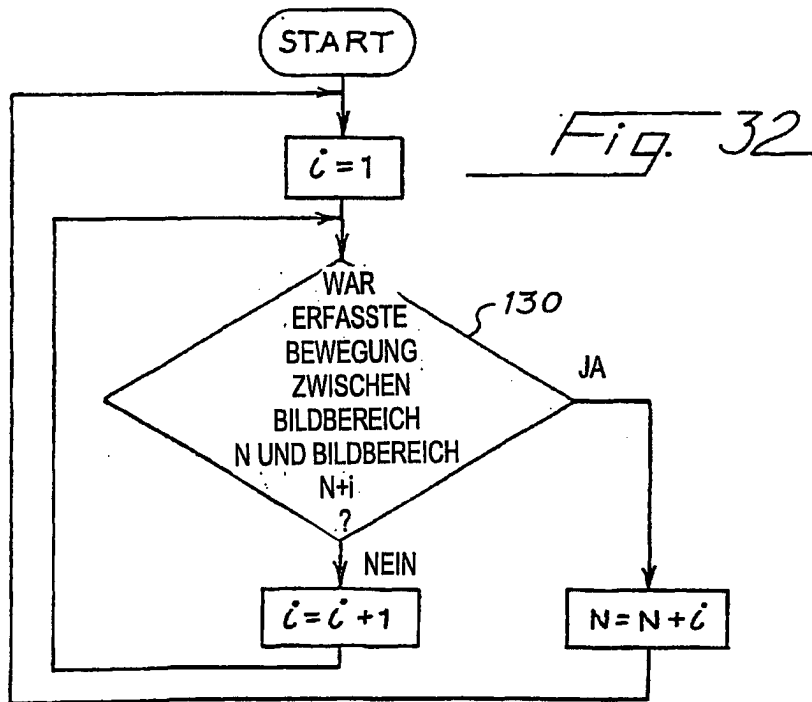 START
Fig. 32
i = 1
WAR
ERFASSTE
BEWEGUNG
ZWISCHEN
BILDBEREICH
N UND BILDBEREICH
N+i
?
130
JA
NEIN
i = i + 1
N = N + i